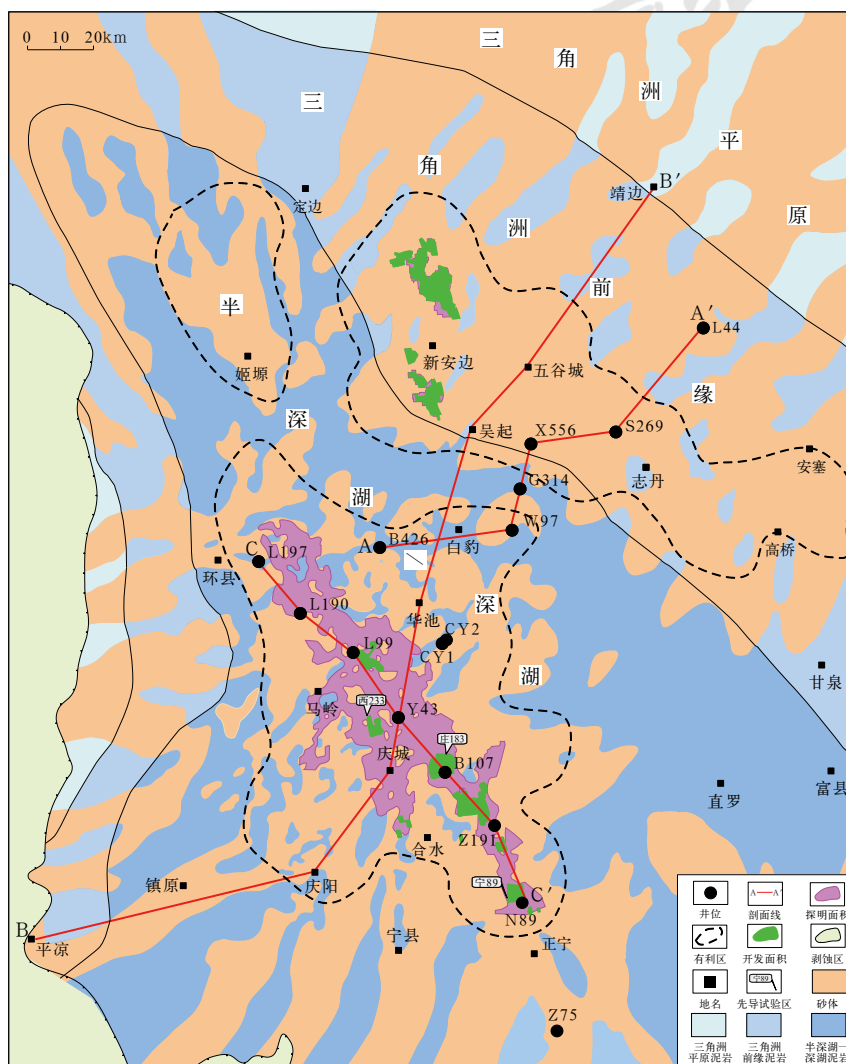 0 10 20km
三
角
洲
平
原
三
角
洲
前
缘
半
深
湖
深
湖
定边
靖边
B′
A′
L44
姬塬
新安边
五谷城
吴起
X556
S269
安塞
志丹
G314
W97
高桥
A
B426
白豹
C
L197
环县
L190
华池
CY2
CY1
L99
甘泉
马岭
西233
Y43
庄183
庆城
B107
直罗
富县
Z191
合水
镇原
庆阳
宁89
C′
N89
B
平凉
宁县
正宁
Z75
A A′
井位 剖面线 探明面积
有利区 开发面积 剥蚀区
宁89
地名 先导试验区 砂体
三角洲 三角洲 半深湖—
平原泥岩 前缘泥岩 深湖泥岩